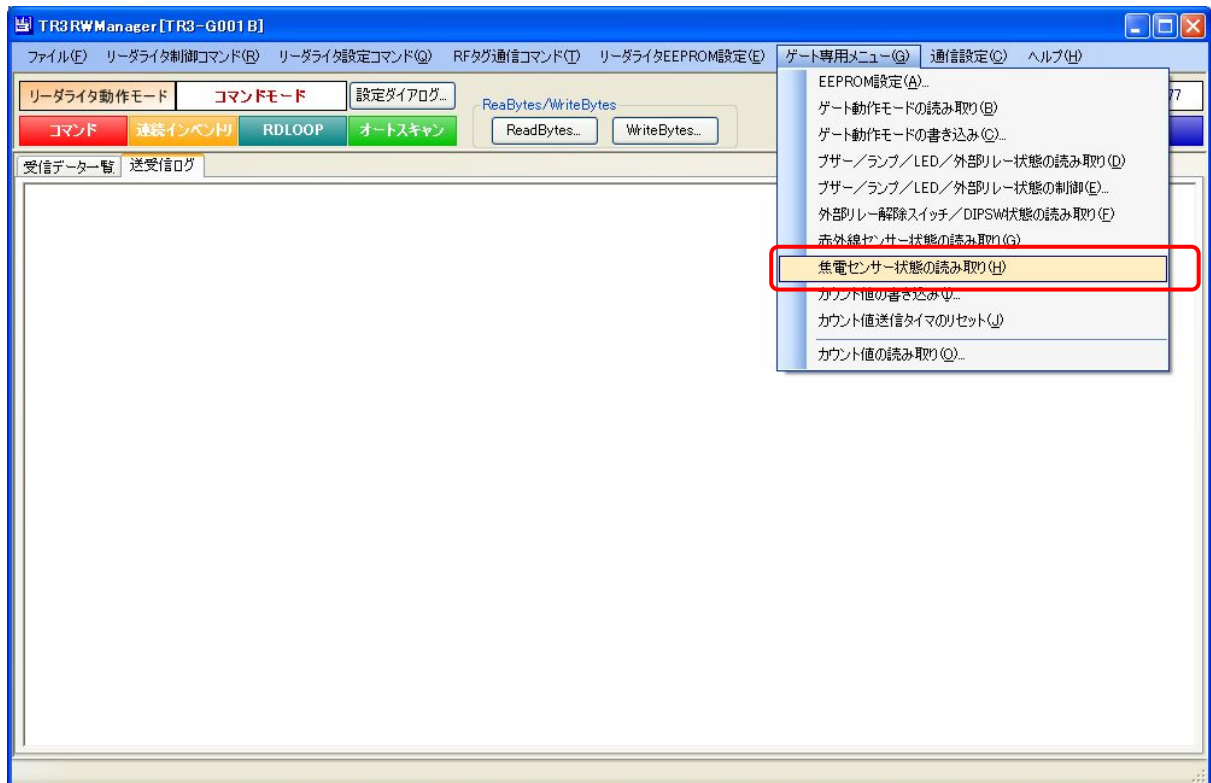 TR3RWManager[TR3-G001B]
ファイル(F) リーダライタ制御コマンド(R) リーダライタ設定コマンド(Q) RFタグ通信コマンド(T) リーダライタEEPROM設定(E) ゲート専用メニュー(G) 通信設定(C) ヘルプ(H)
リーダライタ動作モード コマンドモード 設定ダイアログ...
ReaBytes/WriteBytes
コマンド 連続インベントリ RDLOOP オートスキャン ReadBytes... WriteBytes...
77
受信データ一覧 送受信ログ
EEPROM設定(A)...
ゲート動作モードの読み取り(B)
ゲート動作モードの書き込み(C)...
ブザー／ランプ／LED／外部リレー状態の読み取り(D)
ブザー／ランプ／LED／外部リレー状態の制御(E)...
外部リレー解除スイッチ／DIPSW状態の読み取り(F)
赤外線センサー状態の読み取り(G)
焦電センサー状態の読み取り(H)
カウント値の書き込み(I)...
カウント値送信タイマのリセット(J)
カウント値の読み取り(O)...